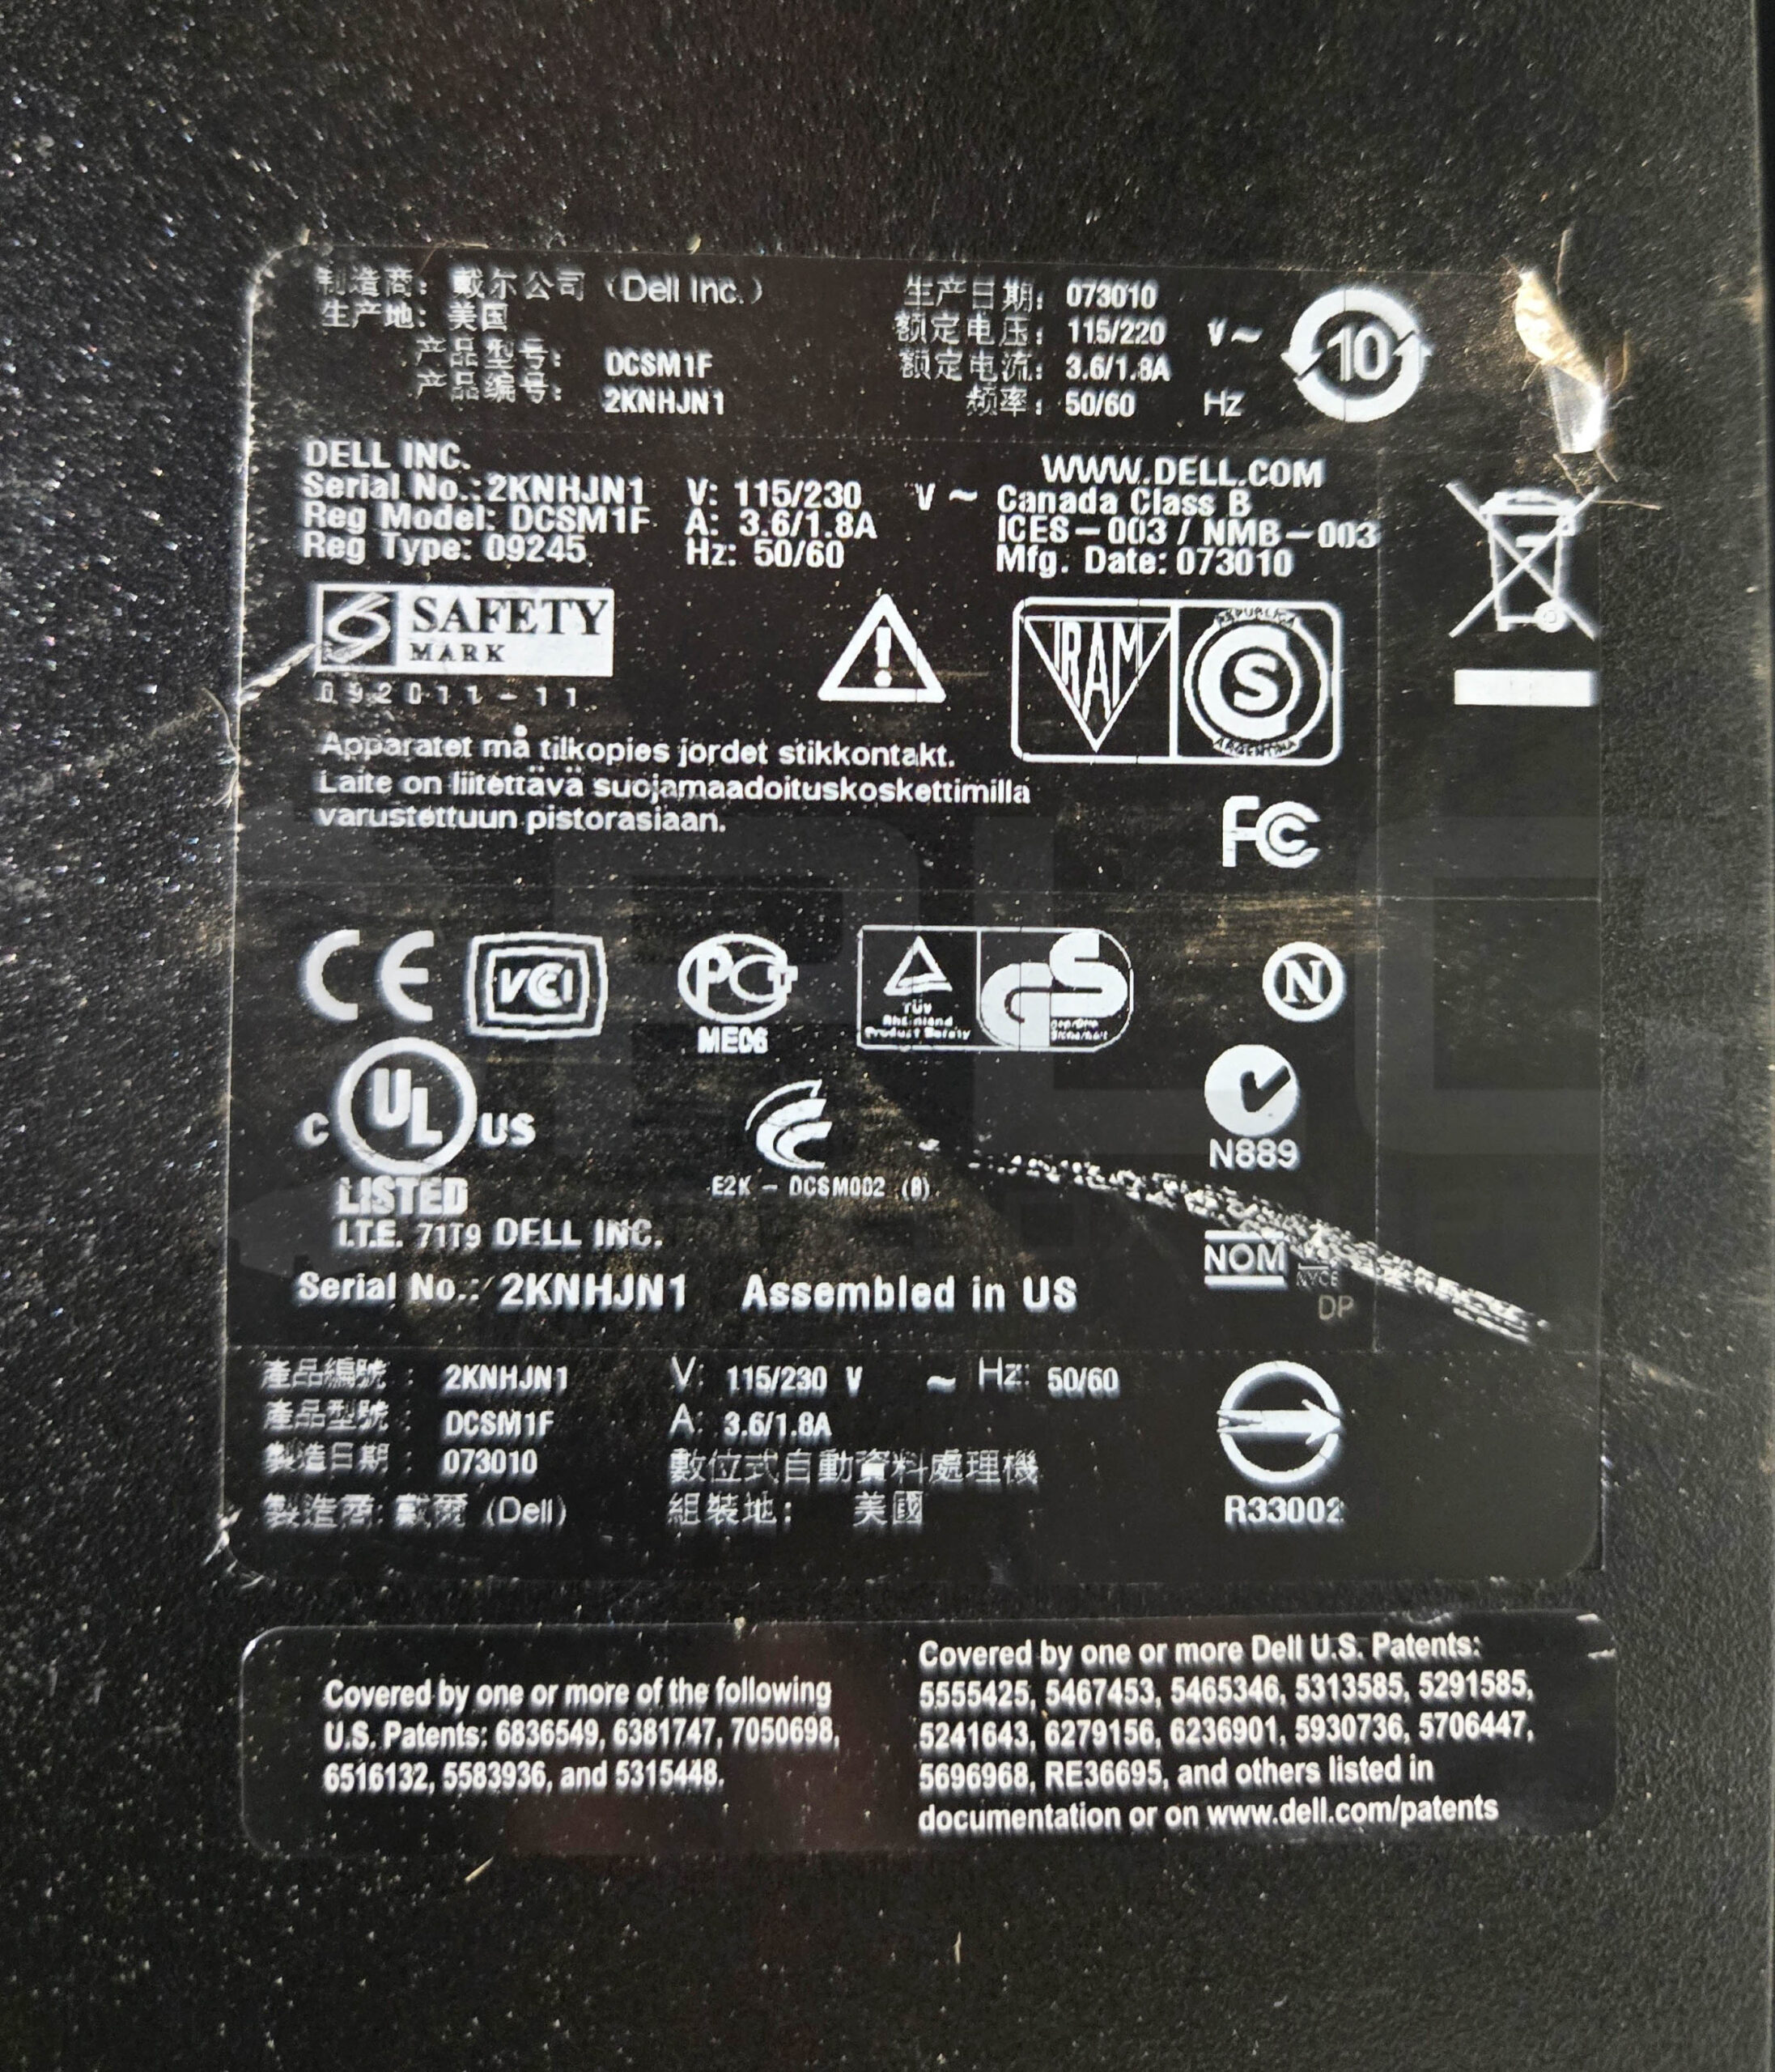 制造商：戴尔公司（Dell Inc.） 生产日期：073010
生产地：美国 额定电压：115/220 V～ 10
产品型号：DCSM1F 额定电流：3.6/1.8A
产品编号：2KNHJN1 频率：50/60 Hz
DELL INC. WWW.DELL.COM
Serial No.:2KNHJN1 V: 115/230 V ~ Canada Class B
Reg Model: DCSM1F A: 3.6/1.8A ICES-003 / NMB-003
Reg Type: 09245 Hz: 50/60 Mfg. Date: 073010
SAFETY
MARK
092011-11
IRAM S
REPUBLICA ARGENTINA
Apparatet må tilkopies jordet stikkontakt.
Laite on liitettävä suojamaadoituskoskettimilla
varustettuun pistorasiaan.
FC
CE VCI PCT TÜV GS N
Rheinland
Product Safety
ME06
C UL US
LISTED E2K - DCSM002 (B) N889
I.T.E. 71T9 DELL INC. NOM
NYCE
Serial No.: 2KNHJN1 Assembled in US DP
產品編號：2KNHJN1 V: 115/230 V ~ Hz: 50/60
產品型號：DCSM1F A: 3.6/1.8A
製造日期：073010 數位式自動資料處理機
製造商: 戴爾 (Dell) 組裝地： 美國 R33002
Covered by one or more of the following
U.S. Patents: 6836549, 6381747, 7050698,
6516132, 5583936, and 5315448.
Covered by one or more Dell U.S. Patents:
5555425, 5467453, 5465346, 5313585, 5291585,
5241643, 6279156, 6236901, 5930736, 5706447,
5696968, RE36695, and others listed in
documentation or on www.dell.com/patents